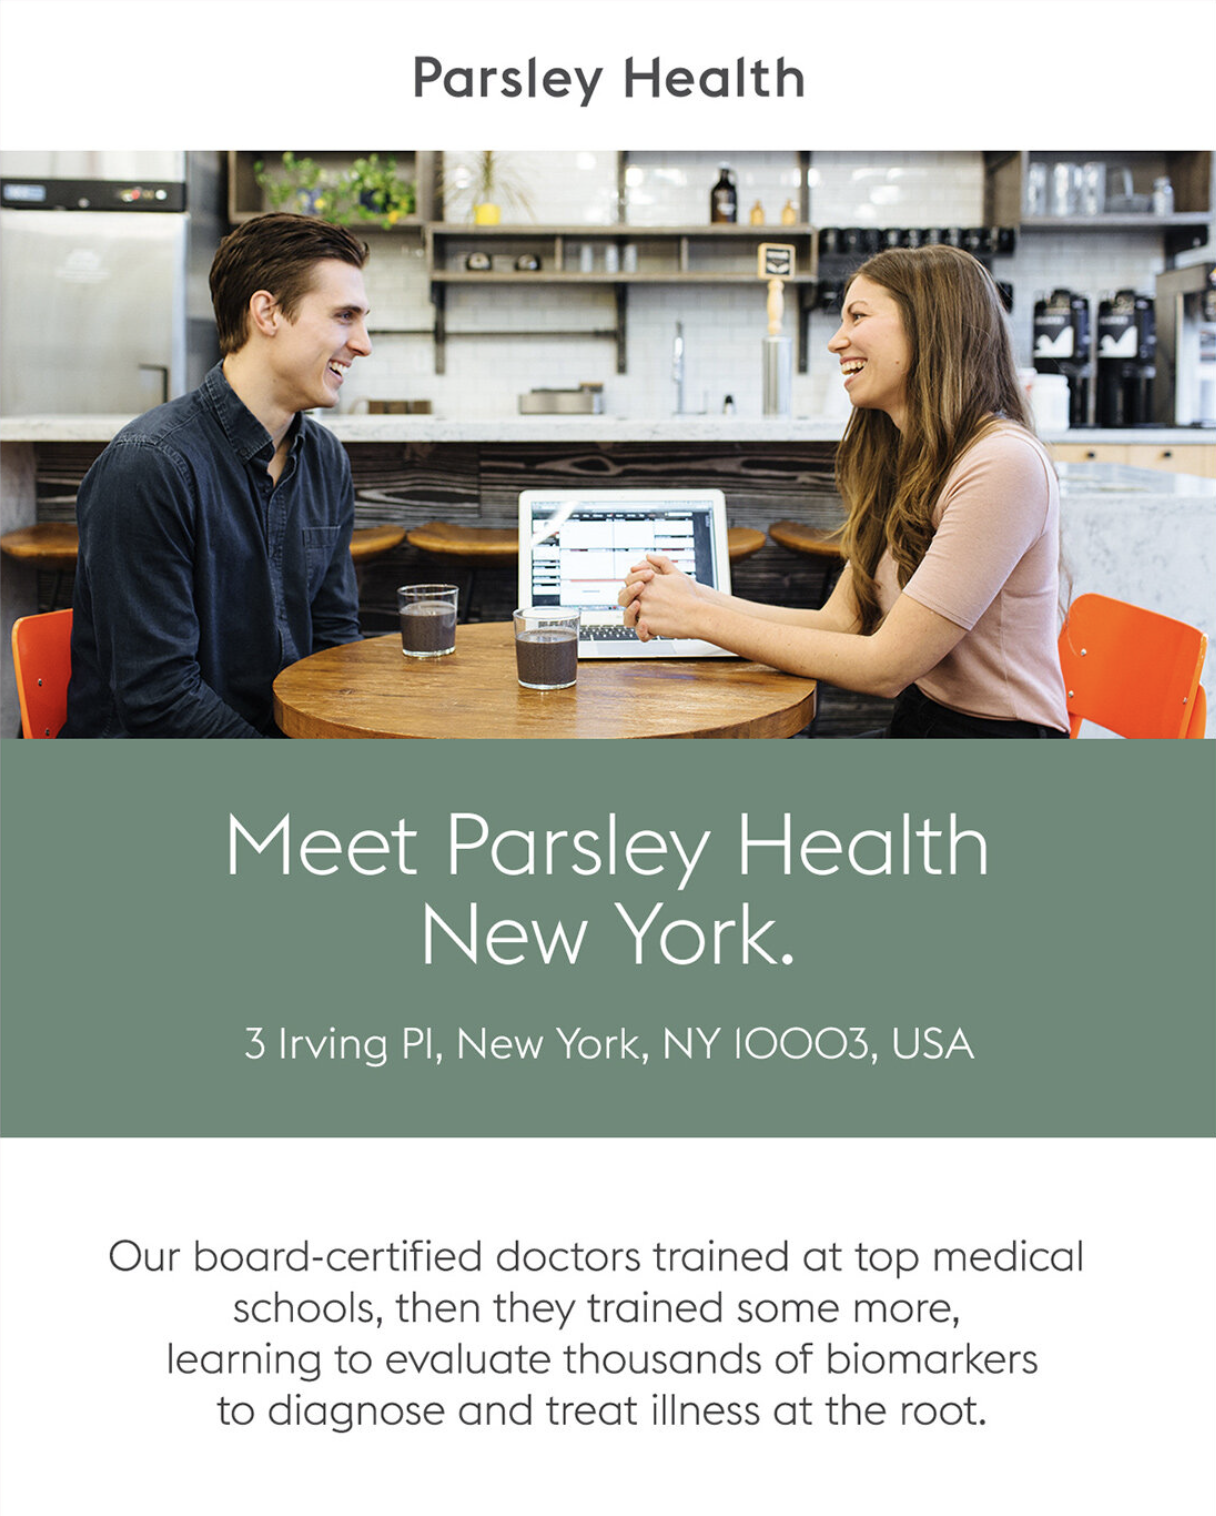 Parsley Health
Meet Parsley Health
New York.
3 Irving Pl, New York, NY 10003, USA
Our board-certified doctors trained at top medical
schools, then they trained some more,
learning to evaluate thousands of biomarkers
to diagnose and treat illness at the root.